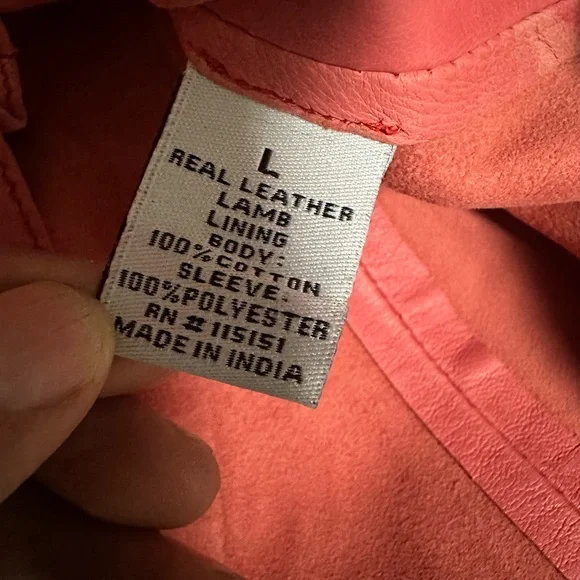 L
REAL LEATHER
LAMB
LINING
BODY:
100%COTTON
SLEEVE:
100%POLYESTER
RN # 115151
MADE IN INDIA